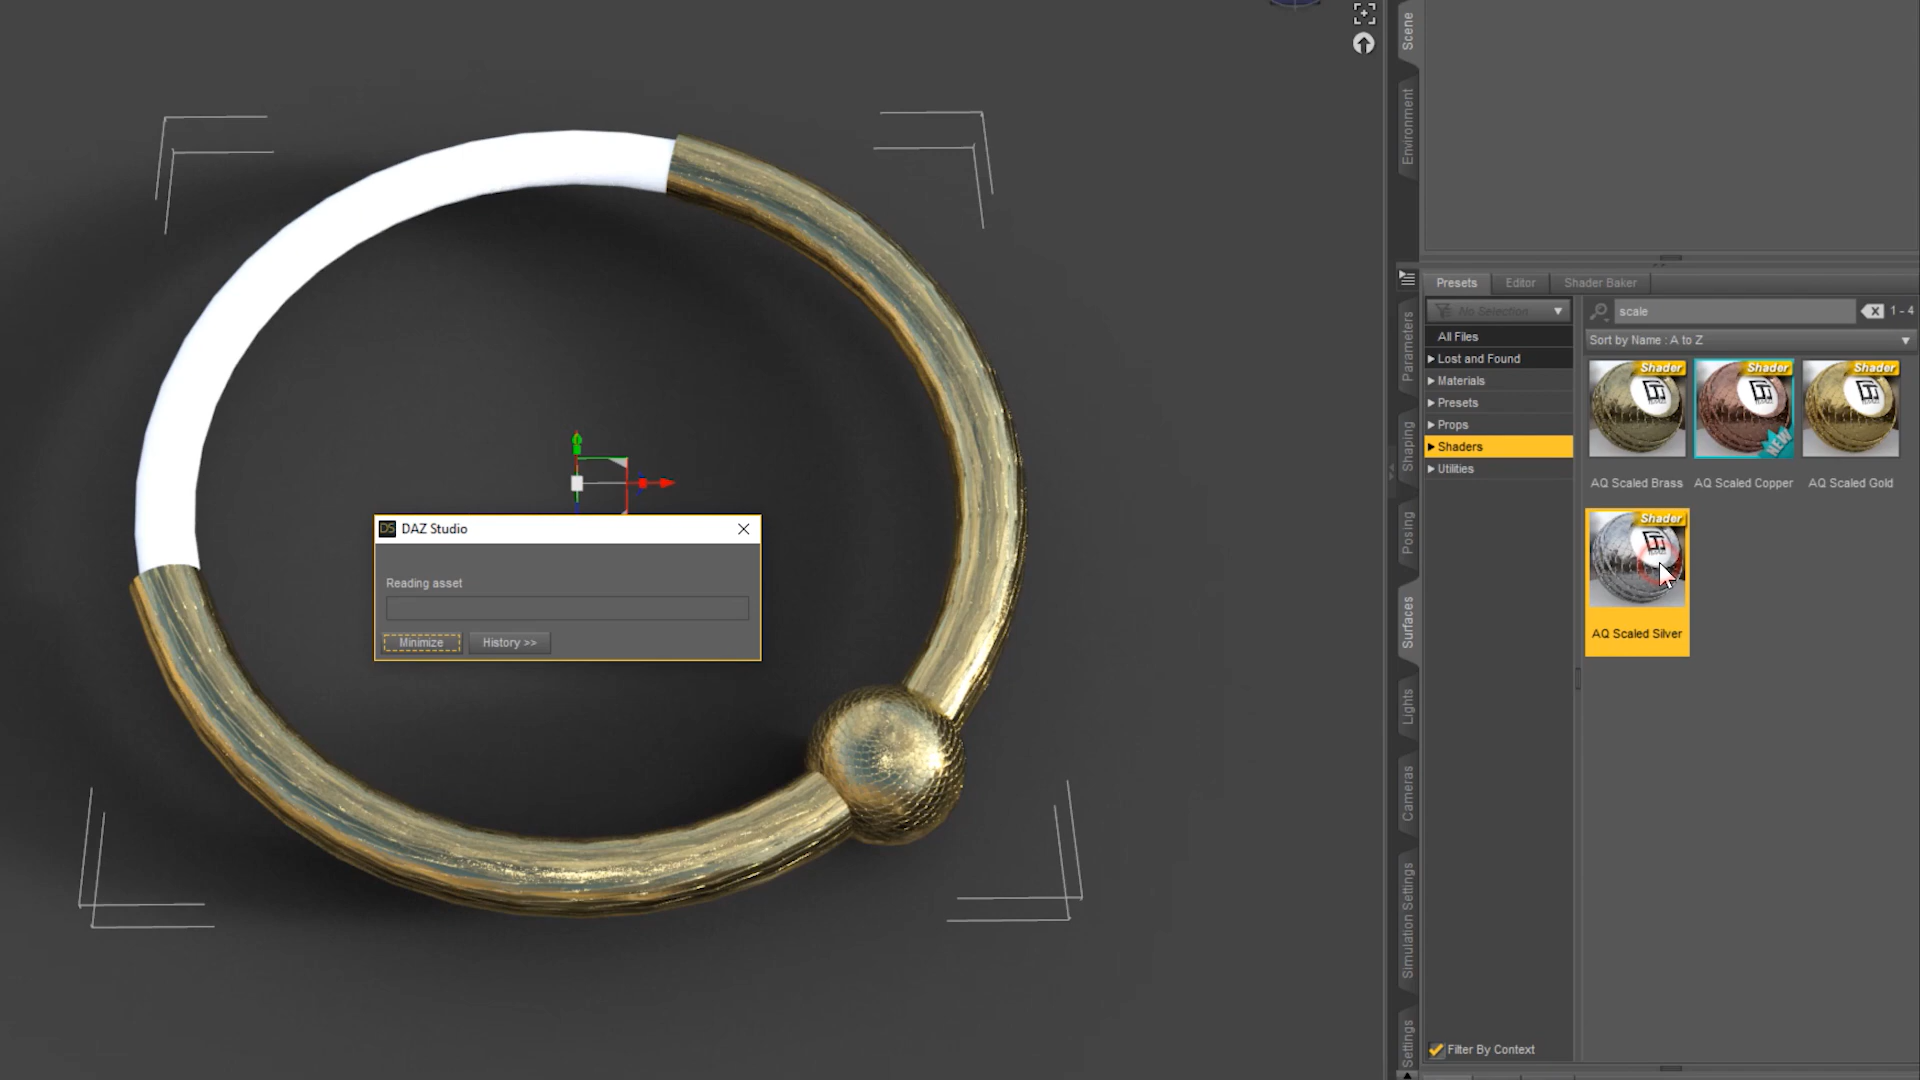 Scene
Environment
Presets
Editor
Shader Baker
No Selection
scale
1 - 4
All Files
Sort by Name : A to Z
Lost and Found
Materials
Presets
Props
Shaders
Utilities
Shader
Shader
Shader
NEW
AQ Scaled Brass
AQ Scaled Copper
AQ Scaled Gold
Shader
AQ Scaled Silver
Parameters
Shaping
Posing
Surfaces
Lights
Cameras
Simulation Settings
Settings
Filter By Context
DS
DAZ Studio
Reading asset
Minimize
History >>